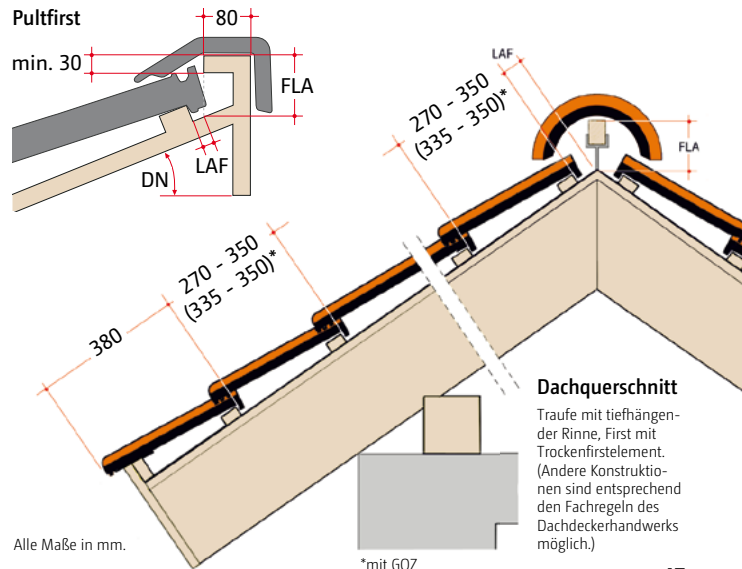 Pultfirst
80
min. 30
FLA
LAF
DN
LAF
270 - 350
(335 - 350)*
FLA
270 - 350
(335 - 350)*
380
Dachquerschnitt
Traufe mit tiefhängen-
der Rinne, First mit
Trockenfirstelement.
(Andere Konstruktio-
nen sind entsprechend
den Fachregeln des
Dachdeckerhandwerks
möglich.)
Alle Maße in mm.
*mit GOZ